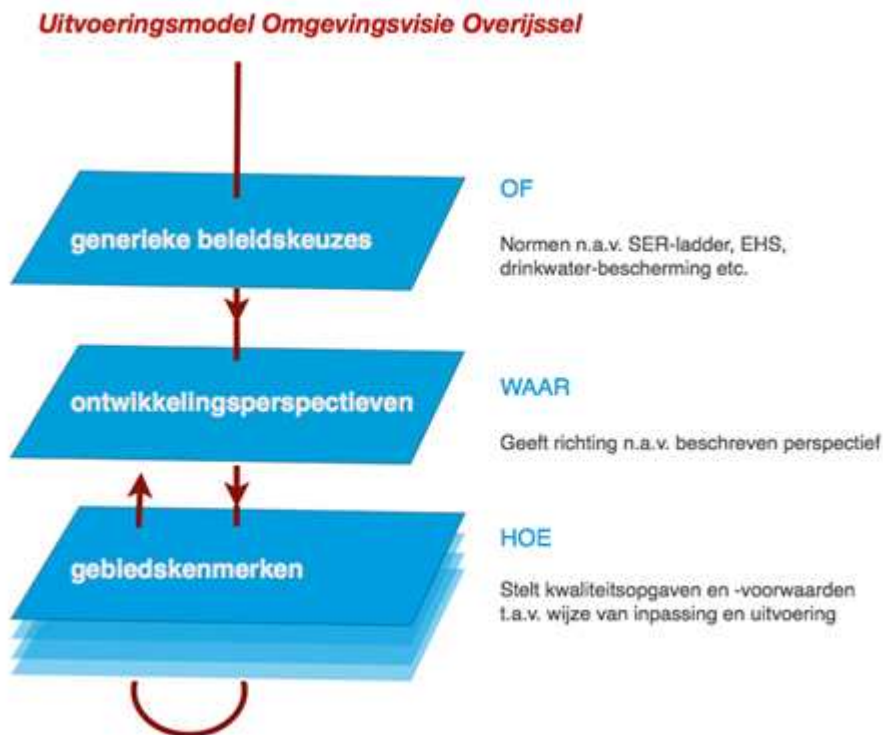 Uitvoeringsmodel Omgevingsvisie Overijssel
generieke beleidskeuzes
OF
Normen n.a.v. SER-ladder, EHS,
drinkwater-bescherming etc.
ontwikkelingsperspectieven
WAAR
Geeft richting n.a.v. beschreven perspectief
gebiedskenmerken
HOE
Stelt kwaliteitsopgaven en -voorwaarden
t.a.v. wijze van inpassing en uitvoering